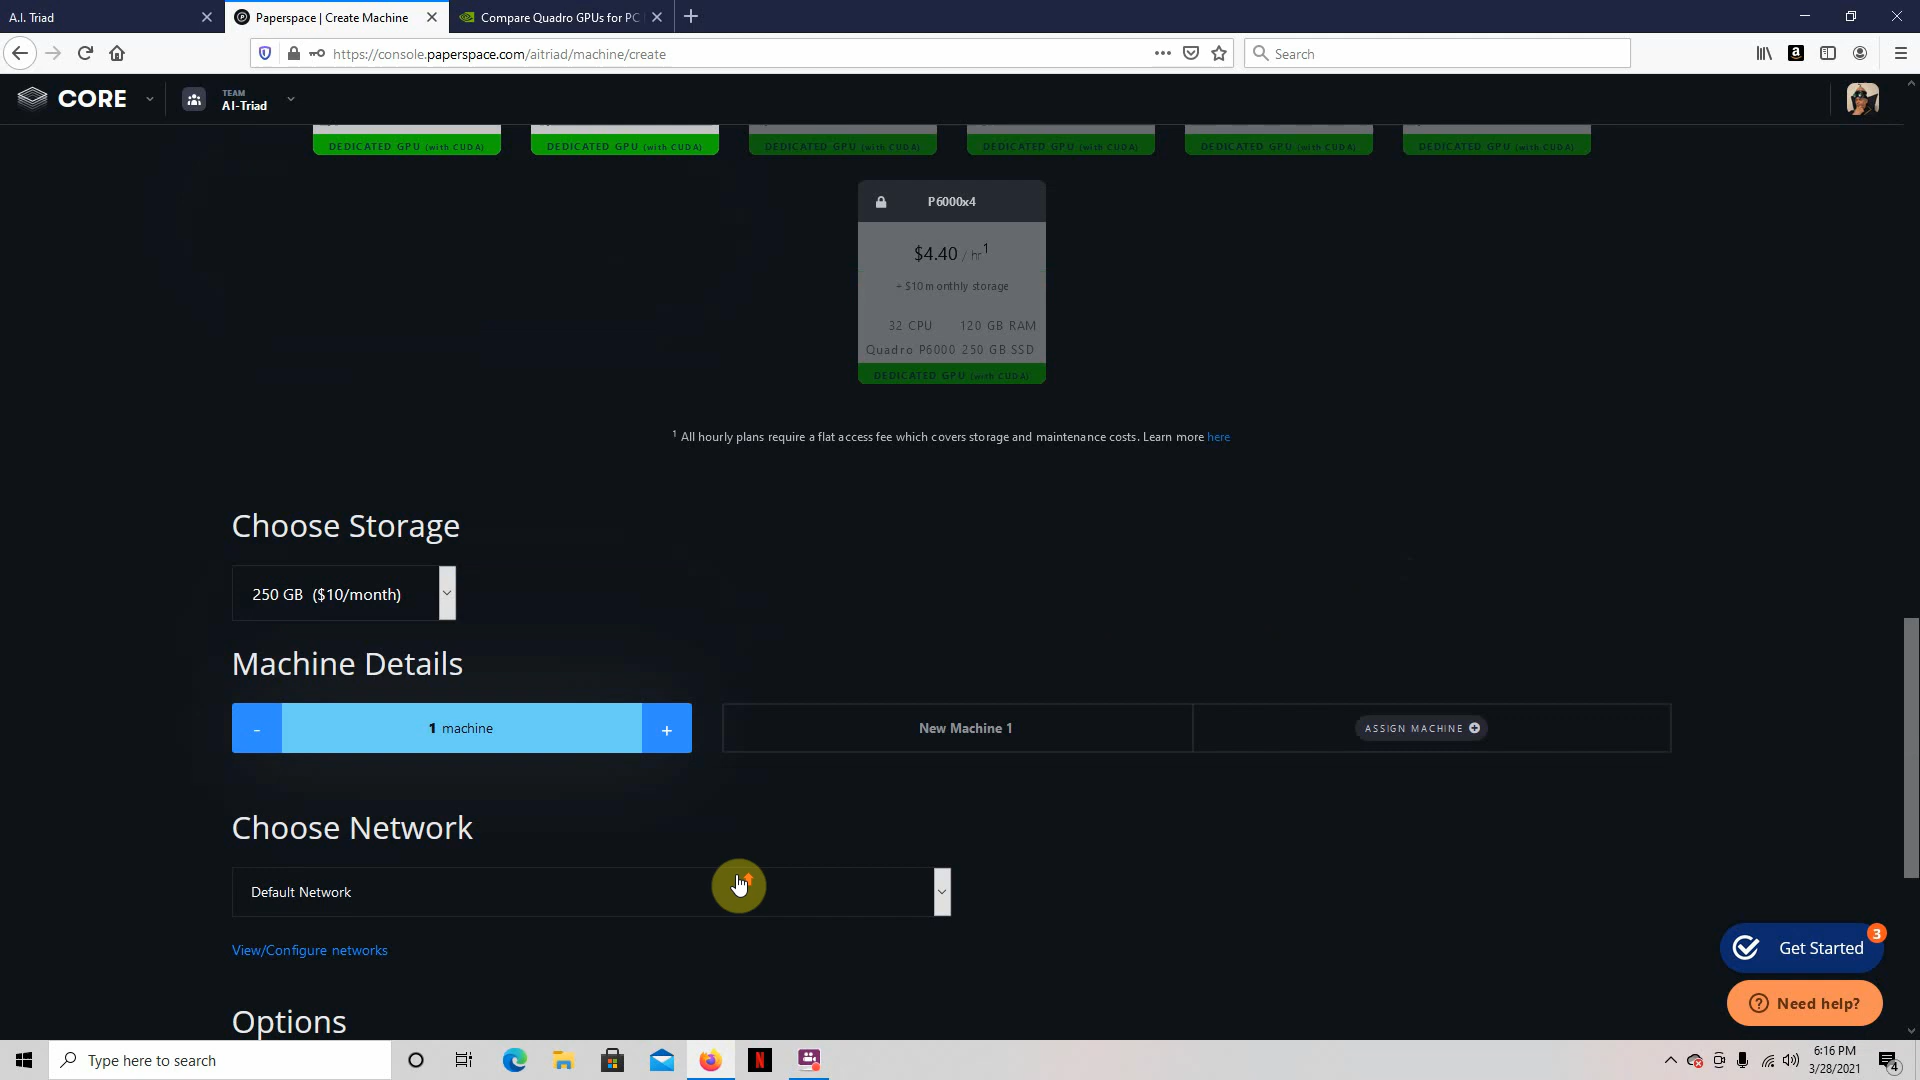 A.I. Triad
Paperspace | Create Machine
Compare Quadro GPUs for PC
https://console.paperspace.com/aitriad/machine/create
Search
CORE
TEAM
AI-Triad
DEDICATED GPU (with CUDA)
DEDICATED GPU (with CUDA)
DEDICATED GPU (with CUDA)
DEDICATED GPU (with CUDA)
DEDICATED GPU (with CUDA)
DEDICATED GPU (with CUDA)
P6000x4
$4.40 / hr1
+ $10 monthly storage
32 CPU 120 GB RAM
Quadro P6000 250 GB SSD
DEDICATED GPU (with CUDA)
1 All hourly plans require a flat access fee which covers storage and maintenance costs. Learn more here
Choose Storage
250 GB ($10/month)
Machine Details
- 1 machine +
New Machine 1
ASSIGN MACHINE
Choose Network
Default Network
View/Configure networks
3
Get Started
Need help?
Options
Type here to search
6:16 PM
3/28/2021
4